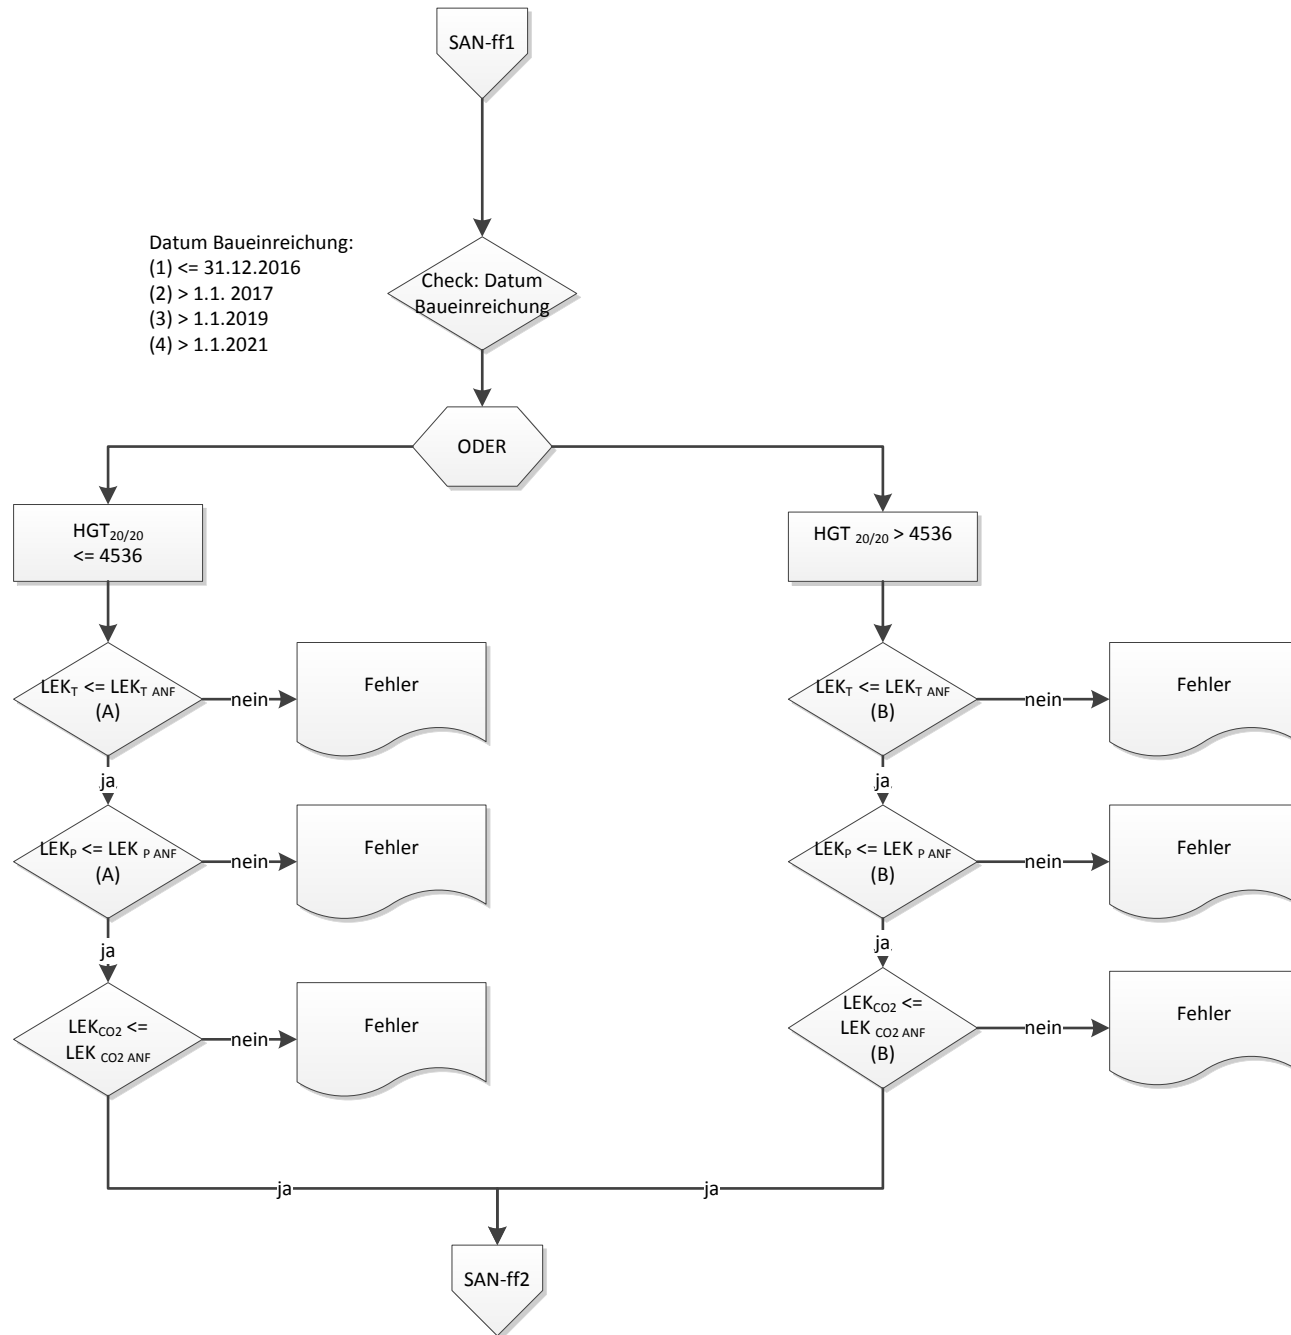 SAN-ff1
Datum Baueinreichung:
(1) <= 31.12.2016
(2) > 1.1. 2017
(3) > 1.1.2019
(4) > 1.1.2021
Check: Datum
Baueinreichung
ODER
HGT20/20
<= 4536
HGT 20/20 > 4536
LEKT <= LEKT ANF
(A)
nein
Fehler
LEKT <= LEKT ANF
(B)
nein
Fehler
ja
ja
LEKP <= LEK P ANF
(A)
nein
Fehler
LEKP <= LEK P ANF
(B)
nein
Fehler
ja
ja
LEKCO2 <=
LEK CO2 ANF
nein
Fehler
LEKCO2 <=
LEK CO2 ANF
(B)
nein
Fehler
ja
ja
SAN-ff2